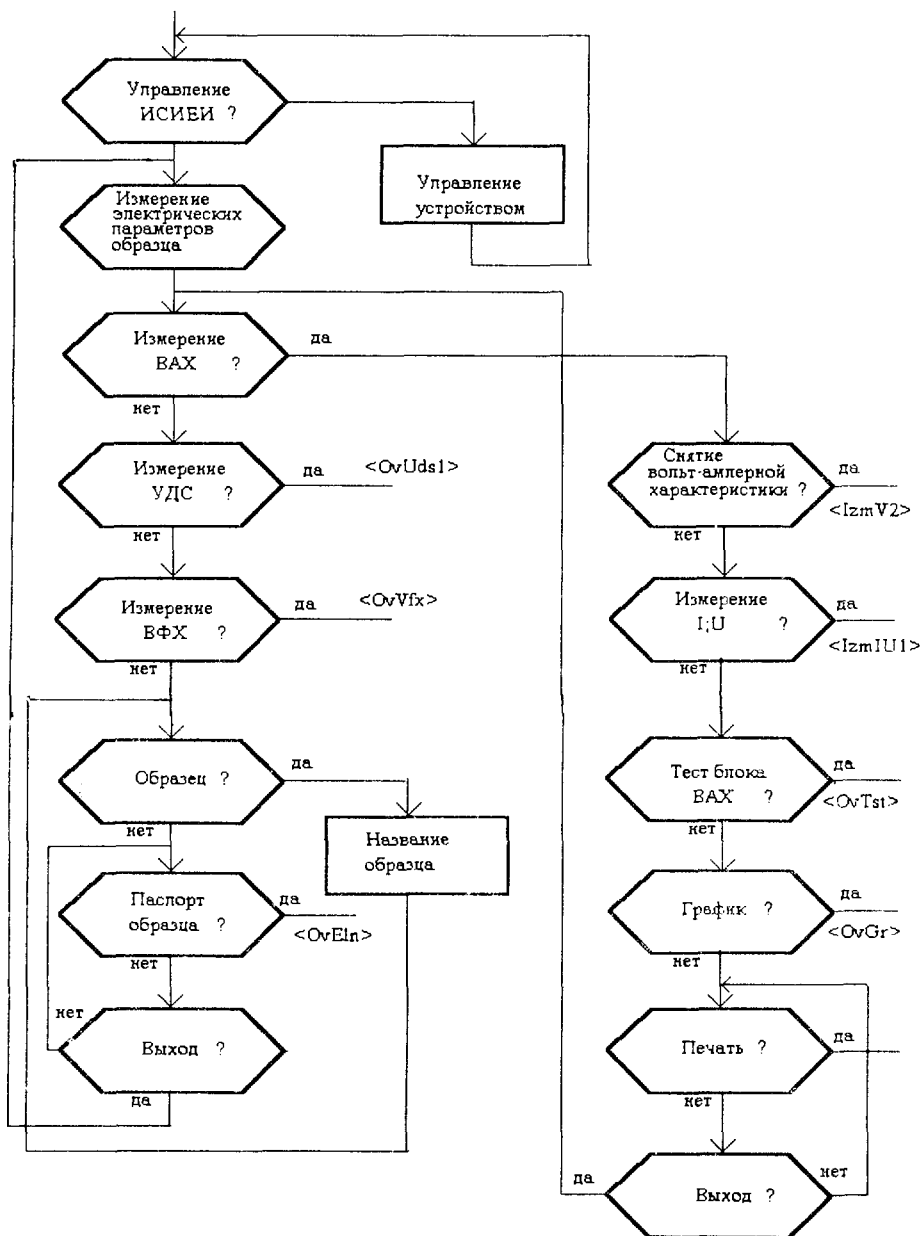 Управление
ИСИЕИ ?
Управление
устройством
Измерение
электрических
параметров
образца
Измерение
ВАХ ?
да
нет
Измерение
УДС ?
да
<OvUds1>
нет
Измерение
ВФХ ?
да
<OvVfx>
нет
Образец ?
да
нет
Название
образца
Паспорт
образца ?
да
<OvEln>
нет
нет
Выход ?
да
Снятие
вольт-амперной
характеристики ?
да
<IzmV2>
нет
Измерение
I;U ?
да
<IzmIU1>
нет
Тест блока
ВАХ ?
да
<OvTst>
нет
График ?
да
<OvGr>
нет
Печать ?
да
нет
да
Выход ?
нет